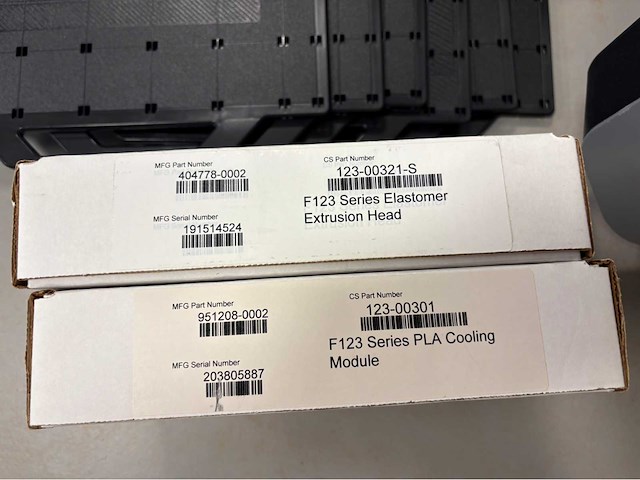 MFG Part Number
404778-0002
CS Part Number
123-00321-S
F123 Series Elastomer
Extrusion Head
MFG Serial Number
191514524
MFG Part Number
951208-0002
CS Part Number
123-00301
F123 Series PLA Cooling
Module
MFG Serial Number
203805887